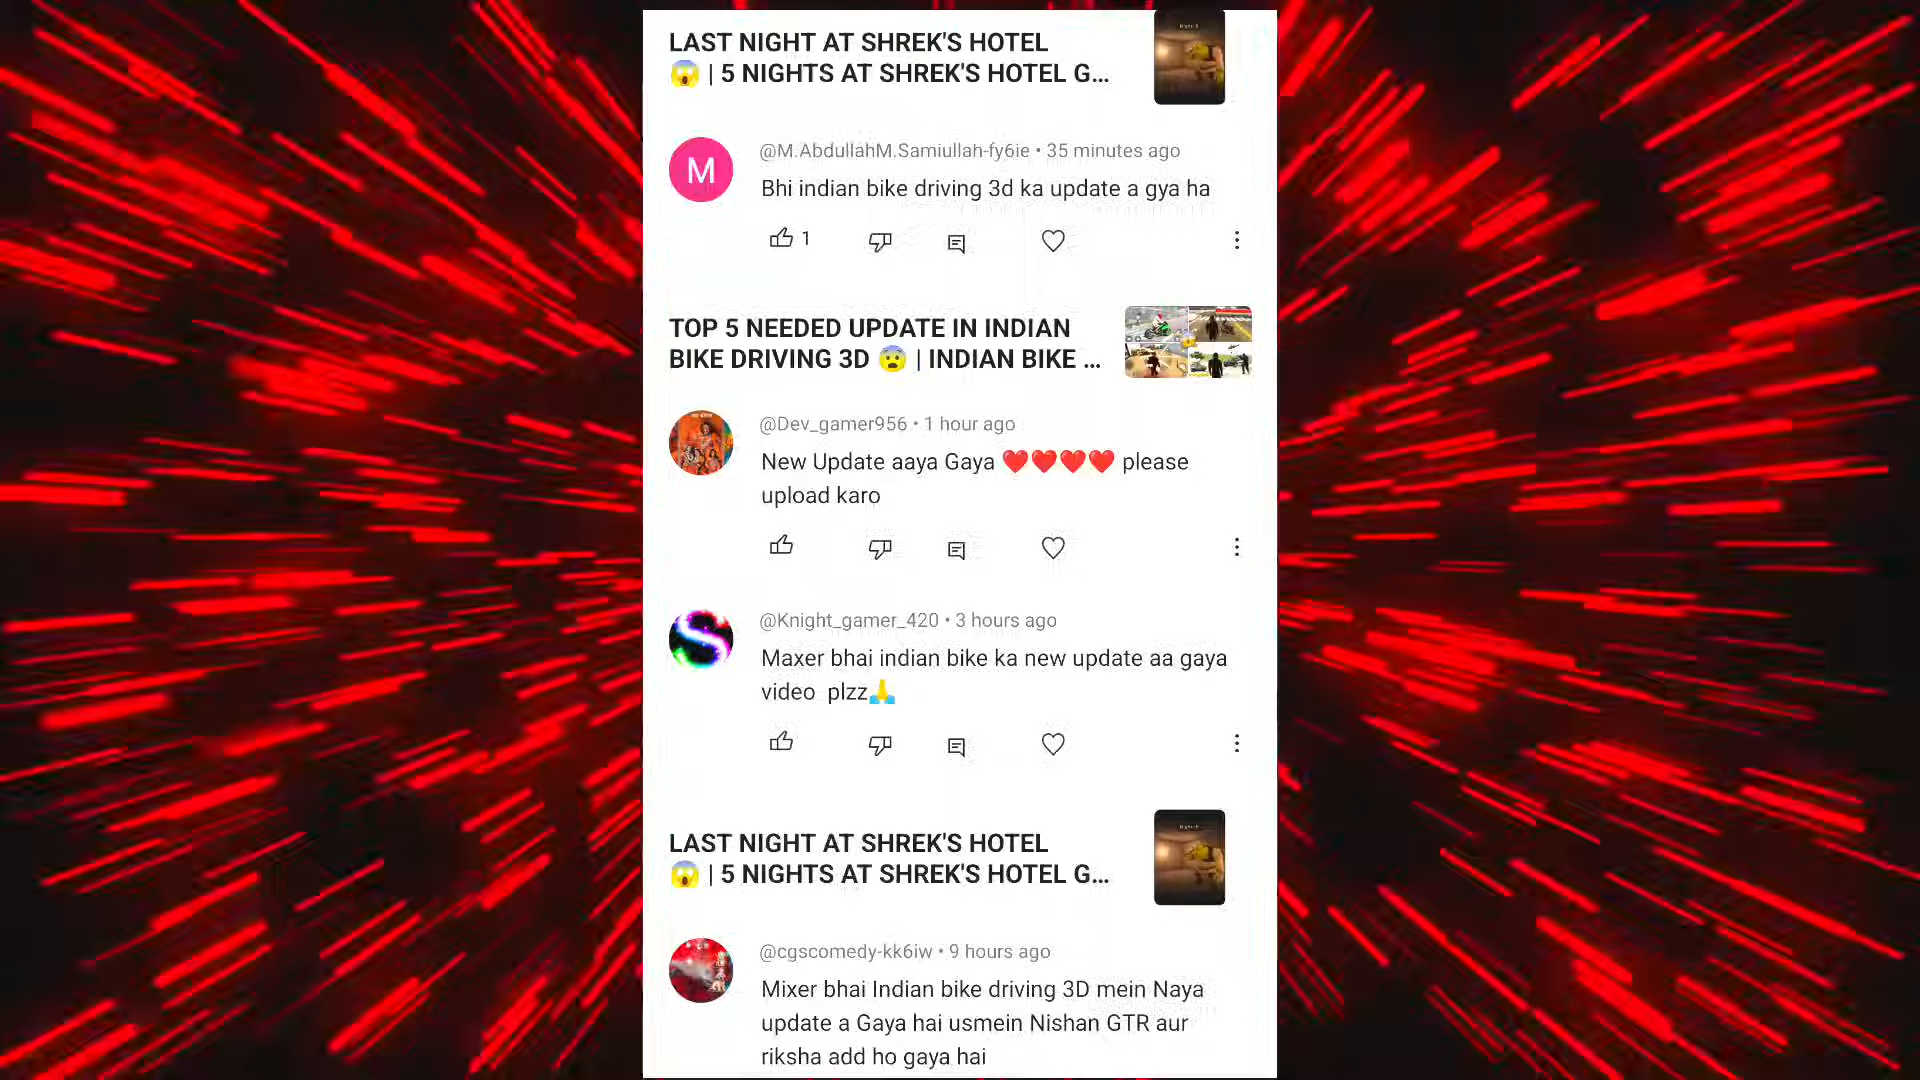 LAST NIGHT AT SHREK'S HOTEL
😱 | 5 NIGHTS AT SHREK'S HOTEL G...
M
@M.AbdullahM.Samiullah-fy6ie • 35 minutes ago
Bhi indian bike driving 3d ka update a gya ha
1
TOP 5 NEEDED UPDATE IN INDIAN
BIKE DRIVING 3D 😨 | INDIAN BIKE ...
@Dev_gamer956 • 1 hour ago
New Update aaya Gaya ❤️❤️❤️❤️ please
upload karo
@Knight_gamer_420 • 3 hours ago
Maxer bhai indian bike ka new update aa gaya
video plzz🙏
LAST NIGHT AT SHREK'S HOTEL
😱 | 5 NIGHTS AT SHREK'S HOTEL G...
@cgscomedy-kk6iw • 9 hours ago
Mixer bhai Indian bike driving 3D mein Naya
update a Gaya hai usmein Nishan GTR aur
riksha add ho gaya hai